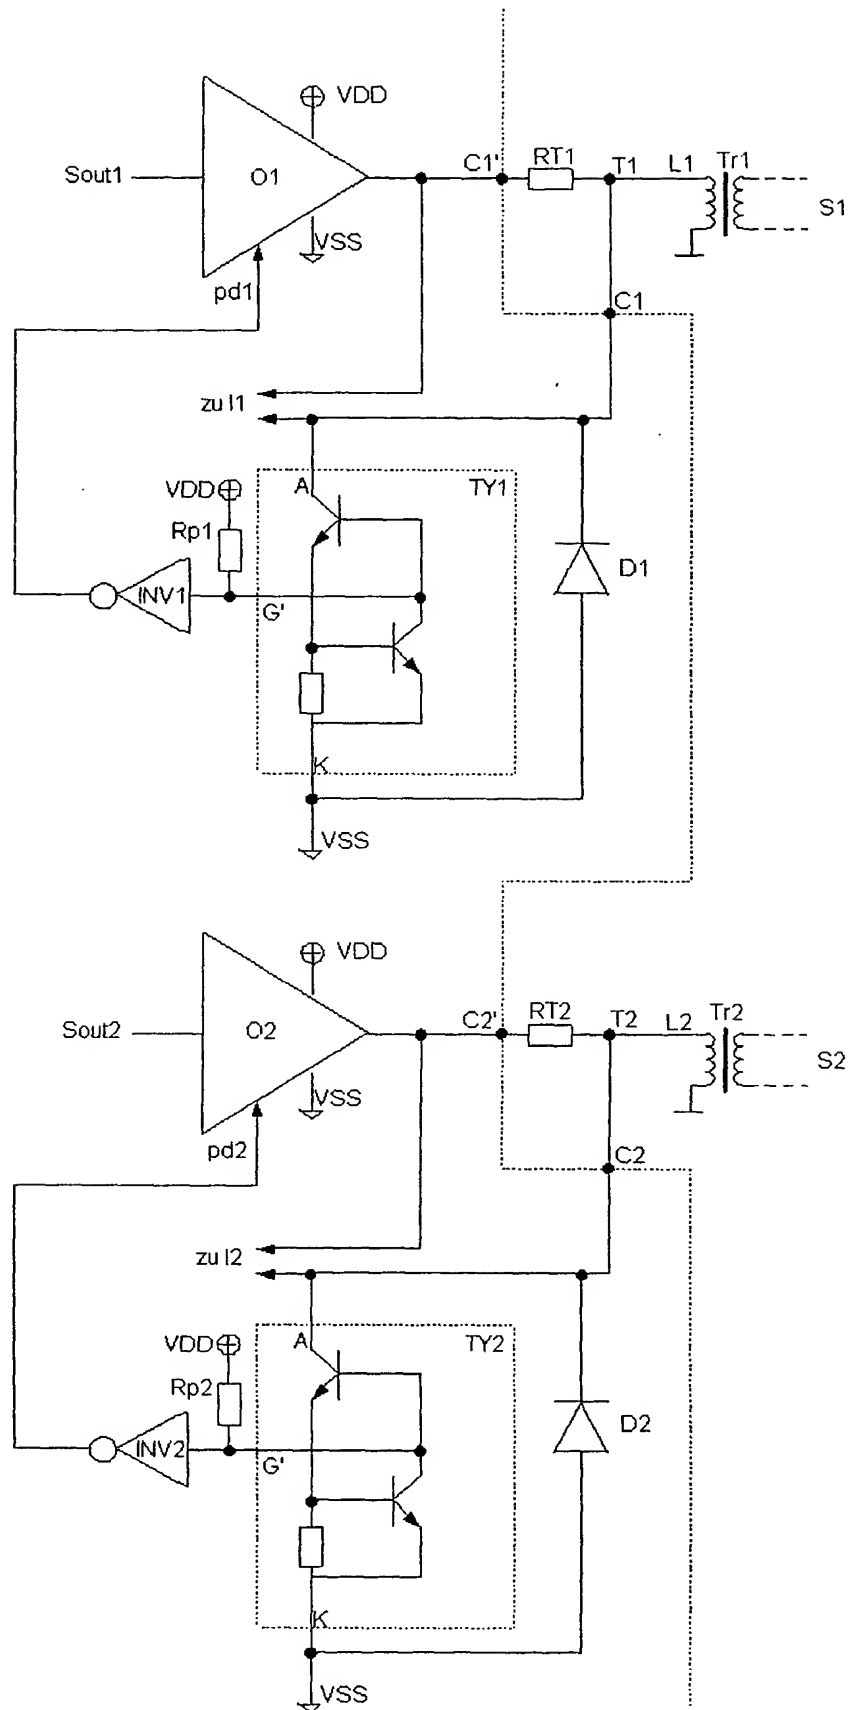 VDD
Sout1
O1
C1'
RT1
T1
L1
Tr1
S1
VSS
pd1
C1
zu I1
VDD
A
TY1
Rp1
INV1
G'
D1
K
VSS
VDD
Sout2
O2
C2'
RT2
T2
L2
Tr2
S2
VSS
pd2
C2
zu I2
VDD
A
TY2
Rp2
INV2
G'
D2
K
VSS